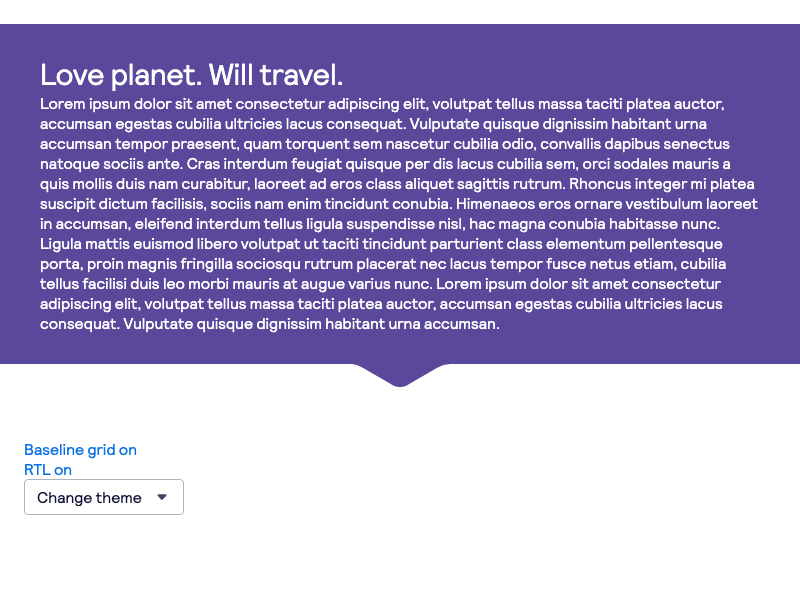 Love planet. Will travel.
Lorem ipsum dolor sit amet consectetur adipiscing elit, volutpat tellus massa taciti platea auctor,
accumsan egestas cubilia ultricies lacus consequat. Vulputate quisque dignissim habitant urna
accumsan tempor praesent, quam torquent sem nascetur cubilia odio, convallis dapibus senectus
natoque sociis ante. Cras interdum feugiat quisque per dis lacus cubilia sem, orci sodales mauris a
quis mollis duis nam curabitur, laoreet ad eros class aliquet sagittis rutrum. Rhoncus integer mi platea
suscipit dictum facilisis, sociis nam enim tincidunt conubia. Himenaeos eros ornare vestibulum laoreet
in accumsan, eleifend interdum tellus ligula suspendisse nisl, hac magna conubia habitasse nunc.
Ligula mattis euismod libero volutpat ut taciti tincidunt parturient class elementum pellentesque
porta, proin magnis fringilla sociosqu rutrum placerat nec lacus tempor fusce netus etiam, cubilia
tellus facilisi duis leo morbi mauris at augue varius nunc. Lorem ipsum dolor sit amet consectetur
adipiscing elit, volutpat tellus massa taciti platea auctor, accumsan egestas cubilia ultricies lacus
consequat. Vulputate quisque dignissim habitant urna accumsan.
Baseline grid on
RTL on
Change theme